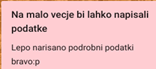 Na malo vecje bi lahko napisali
podatke
Lepo narisano podrobni podatki
bravo:p